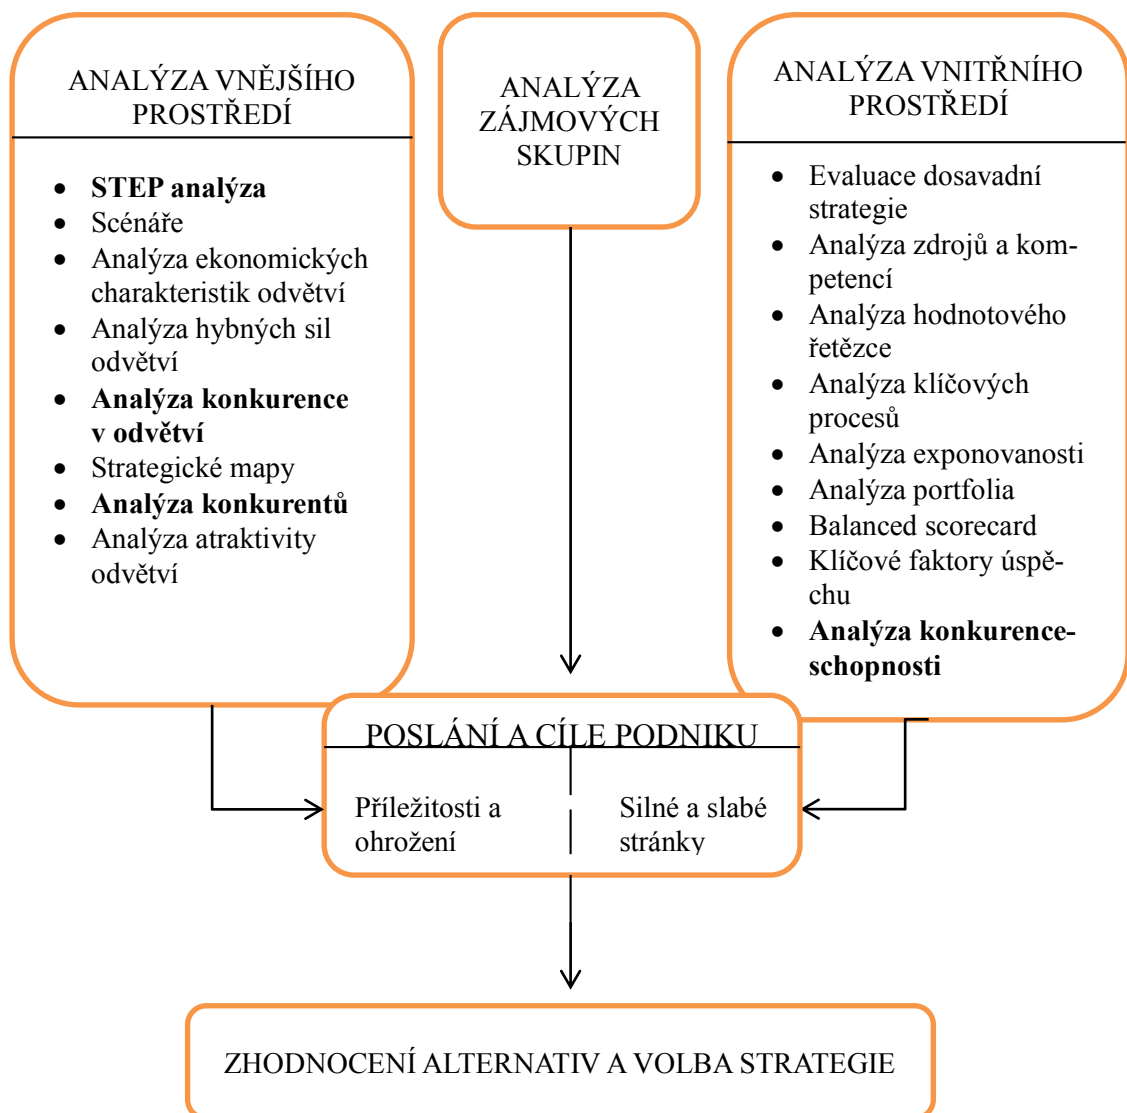 ANALÝZA VNĚJŠÍHO
PROSTŘEDÍ
• STEP analýza
• Scénáře
• Analýza ekonomických
charakteristik odvětví
• Analýza hybných sil
odvětví
• Analýza konkurence
v odvětví
• Strategické mapy
• Analýza konkurentů
• Analýza atraktivity
odvětví
ANALÝZA
ZÁJMOVÝCH
SKUPIN
ANALÝZA VNITŘNÍHO
PROSTŘEDÍ
• Evaluace dosavadní
strategie
• Analýza zdrojů a kom-
petencí
• Analýza hodnotového
řetězce
• Analýza klíčových
procesů
• Analýza exponovanosti
• Analýza portfolia
• Balanced scorecard
• Klíčové faktory úspě-
chu
• Analýza konkurence-
schopnosti
POSLÁNÍ A CÍLE PODNIKU
Příležitosti a
ohrožení
Silné a slabé
stránky
ZHODNOCENÍ ALTERNATIV A VOLBA STRATEGIE